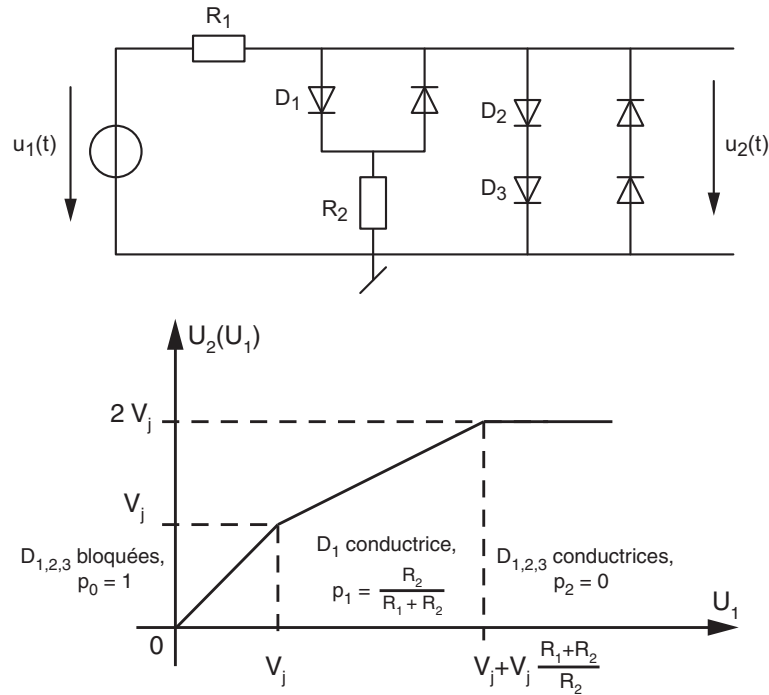 R₁
u₁(t)
D₁
D₂
u₂(t)
D₃
R₂
U₂(U₁)
2 Vⱼ
Vⱼ
D₁,₂,₃ bloquées,
p₀ = 1
D₁ conductrice,
p₁ = R₂ / (R₁ + R₂)
D₁,₂,₃ conductrices,
p₂ = 0
U₁
0
Vⱼ
Vⱼ+Vⱼ (R₁+R₂) / R₂